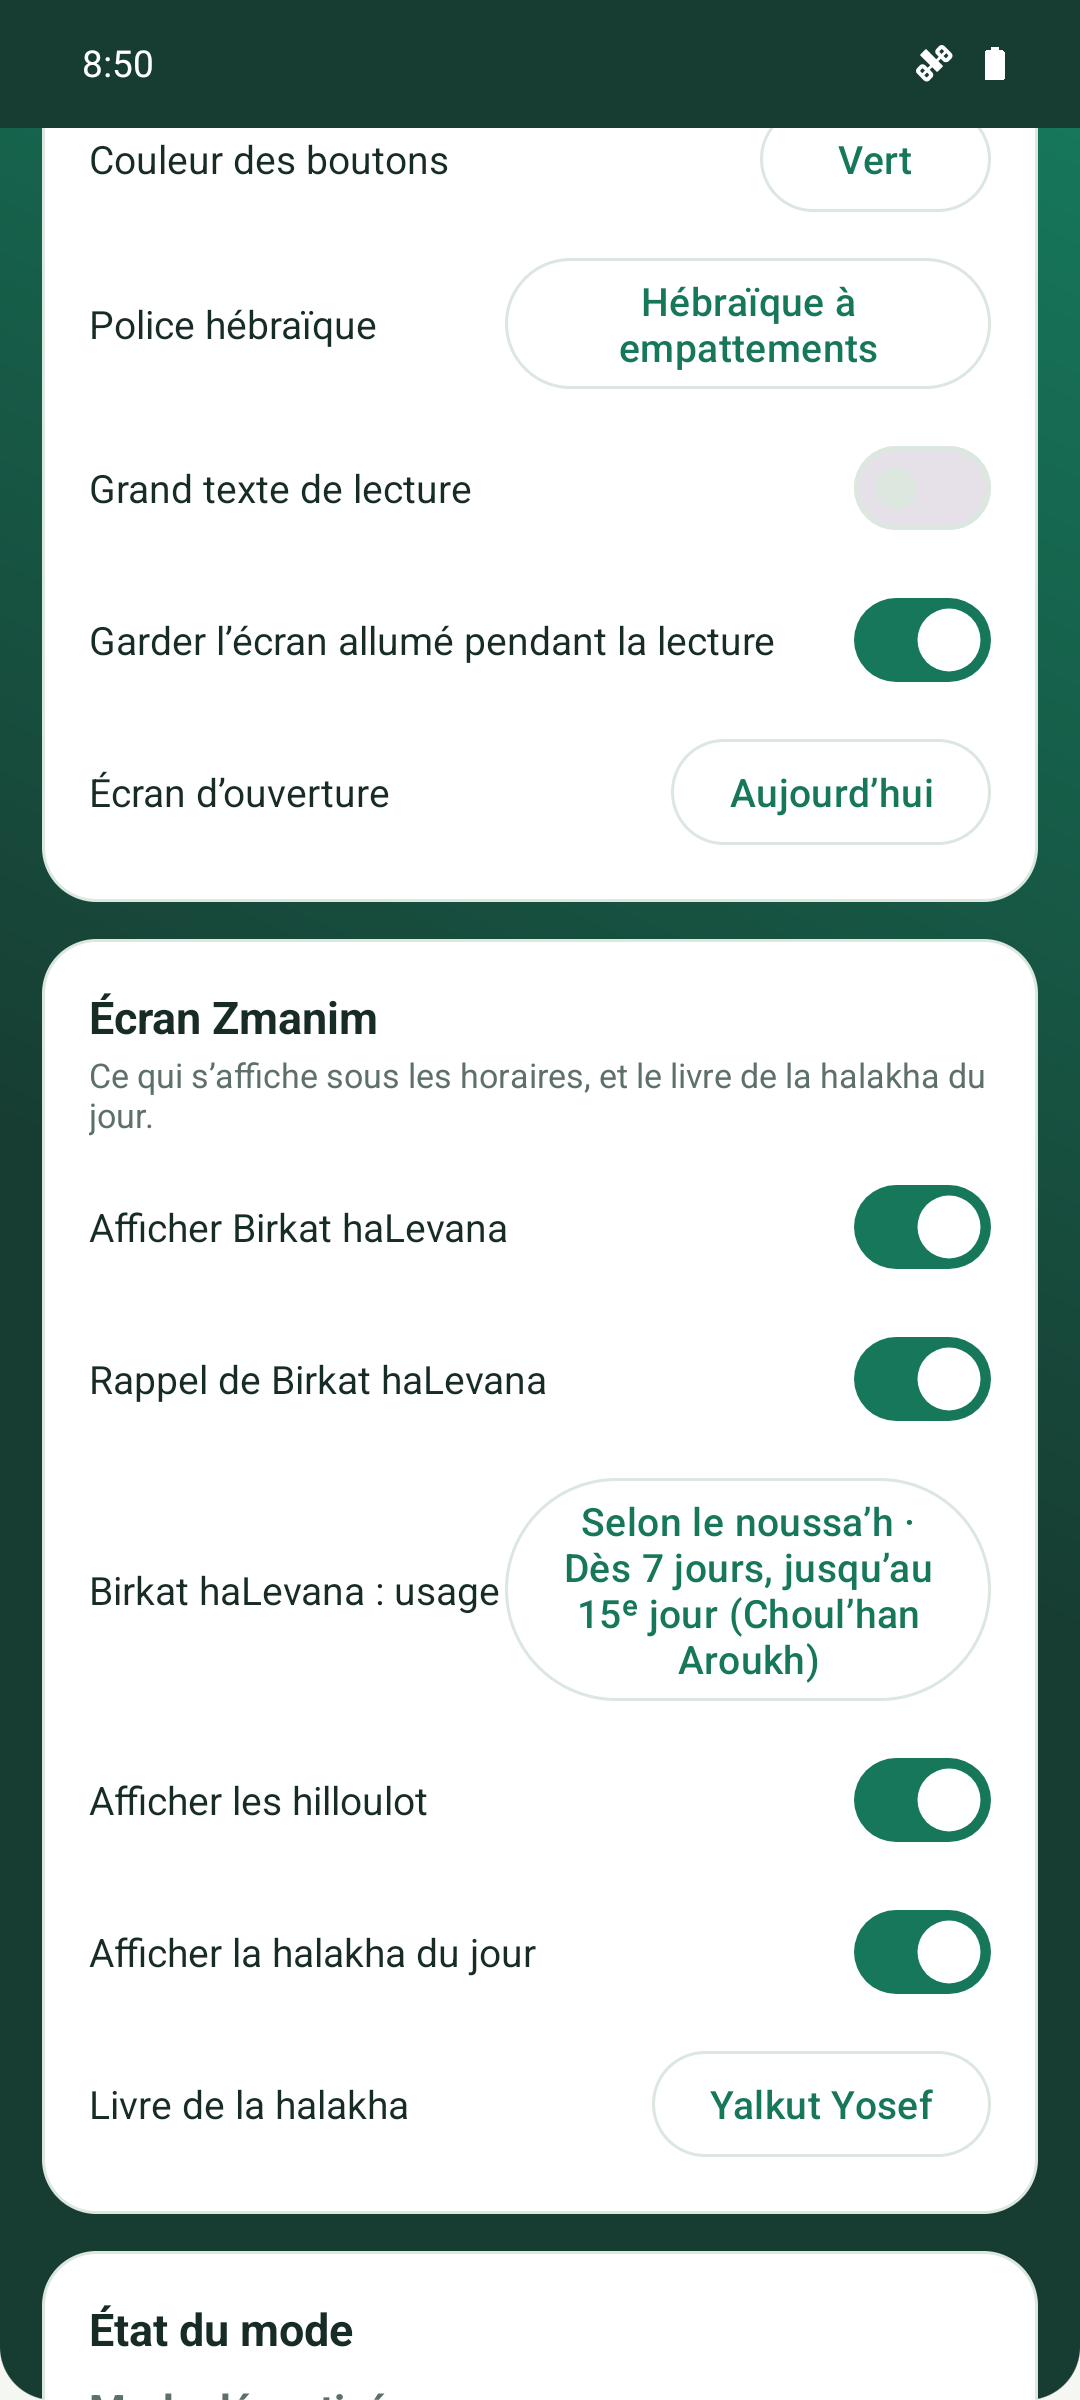 8:50
Couleur des boutons
Vert
Police hébraïque
Hébraïque à
empattements
Grand texte de lecture
Garder l’écran allumé pendant la lecture
Écran d’ouverture
Aujourd’hui
Écran Zmanim
Ce qui s’affiche sous les horaires, et le livre de la halakha du
jour.
Afficher Birkat haLevana
Rappel de Birkat haLevana
Birkat haLevana : usage
Selon le noussa’h ·
Dès 7 jours, jusqu’au
15ᵉ jour (Choul’han
Aroukh)
Afficher les hilloulot
Afficher la halakha du jour
Livre de la halakha
Yalkut Yosef
État du mode